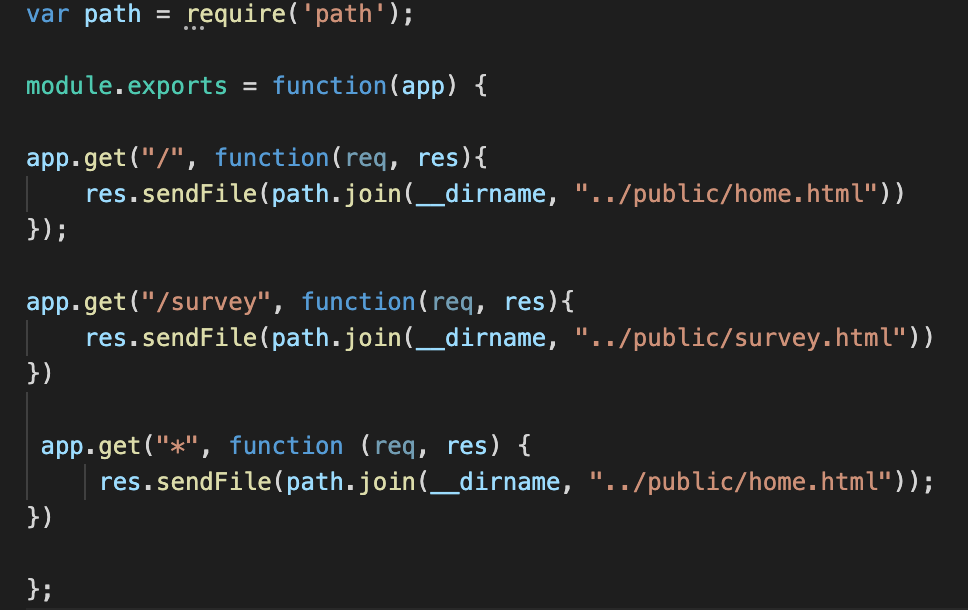 var path = require('path');
module.exports = function(app) {
app.get("/", function(req, res){
    res.sendFile(path.join(__dirname, "../public/home.html"))
});
app.get("/survey", function(req, res){
    res.sendFile(path.join(__dirname, "../public/survey.html"))
})
 app.get("*", function (req, res) {
     res.sendFile(path.join(__dirname, "../public/home.html"));
})
};